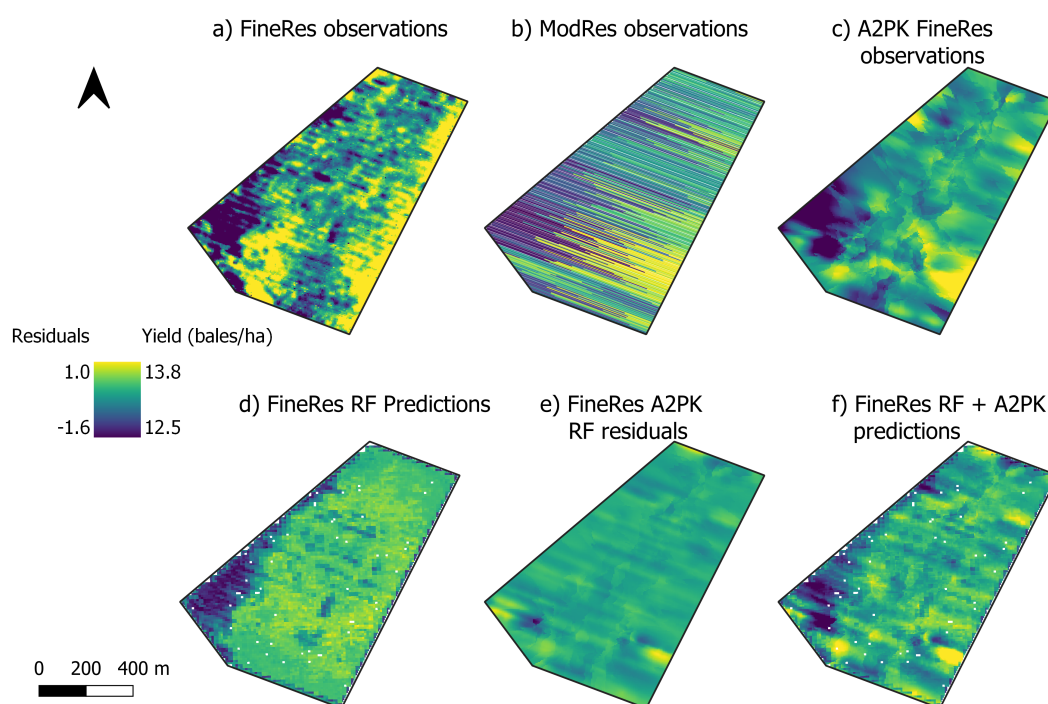 a) FineRes observations
b) ModRes observations
c) A2PK FineRes
observations
Residuals
Yield (bales/ha)
1.0
13.8
-1.6
12.5
d) FineRes RF Predictions
e) FineRes A2PK
RF residuals
f) FineRes RF + A2PK
predictions
0 200 400 m